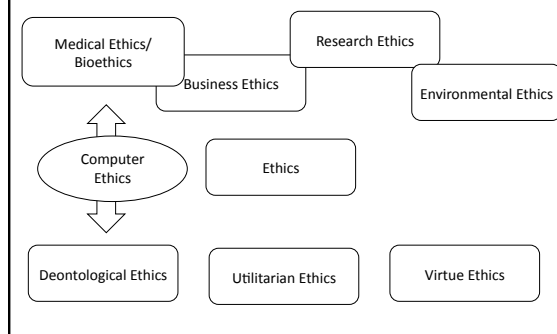 Medical Ethics/
Bioethics
Research Ethics
Business Ethics
Environmental Ethics
Computer
Ethics
Ethics
Deontological Ethics
Utilitarian Ethics
Virtue Ethics